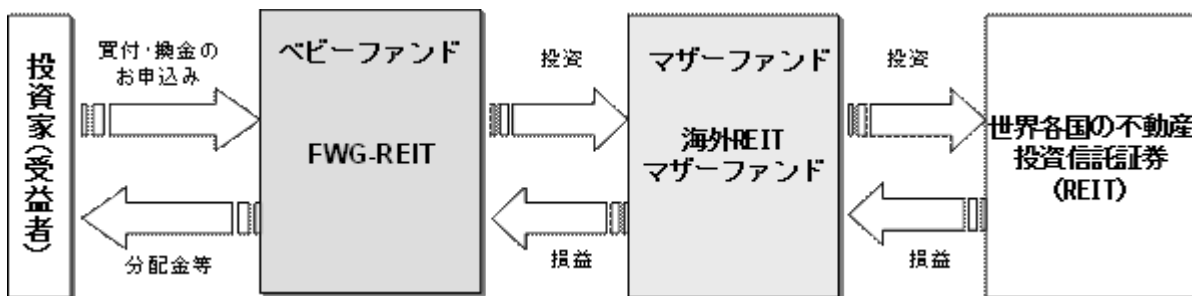 投資家(受益者)
買付・換金の
お申込み
分配金等
ベビーファンド
FWG-REIT
投資
損益
マザーファンド
海外REIT
マザーファンド
投資
損益
世界各国の不動産
投資信託証券
(REIT)